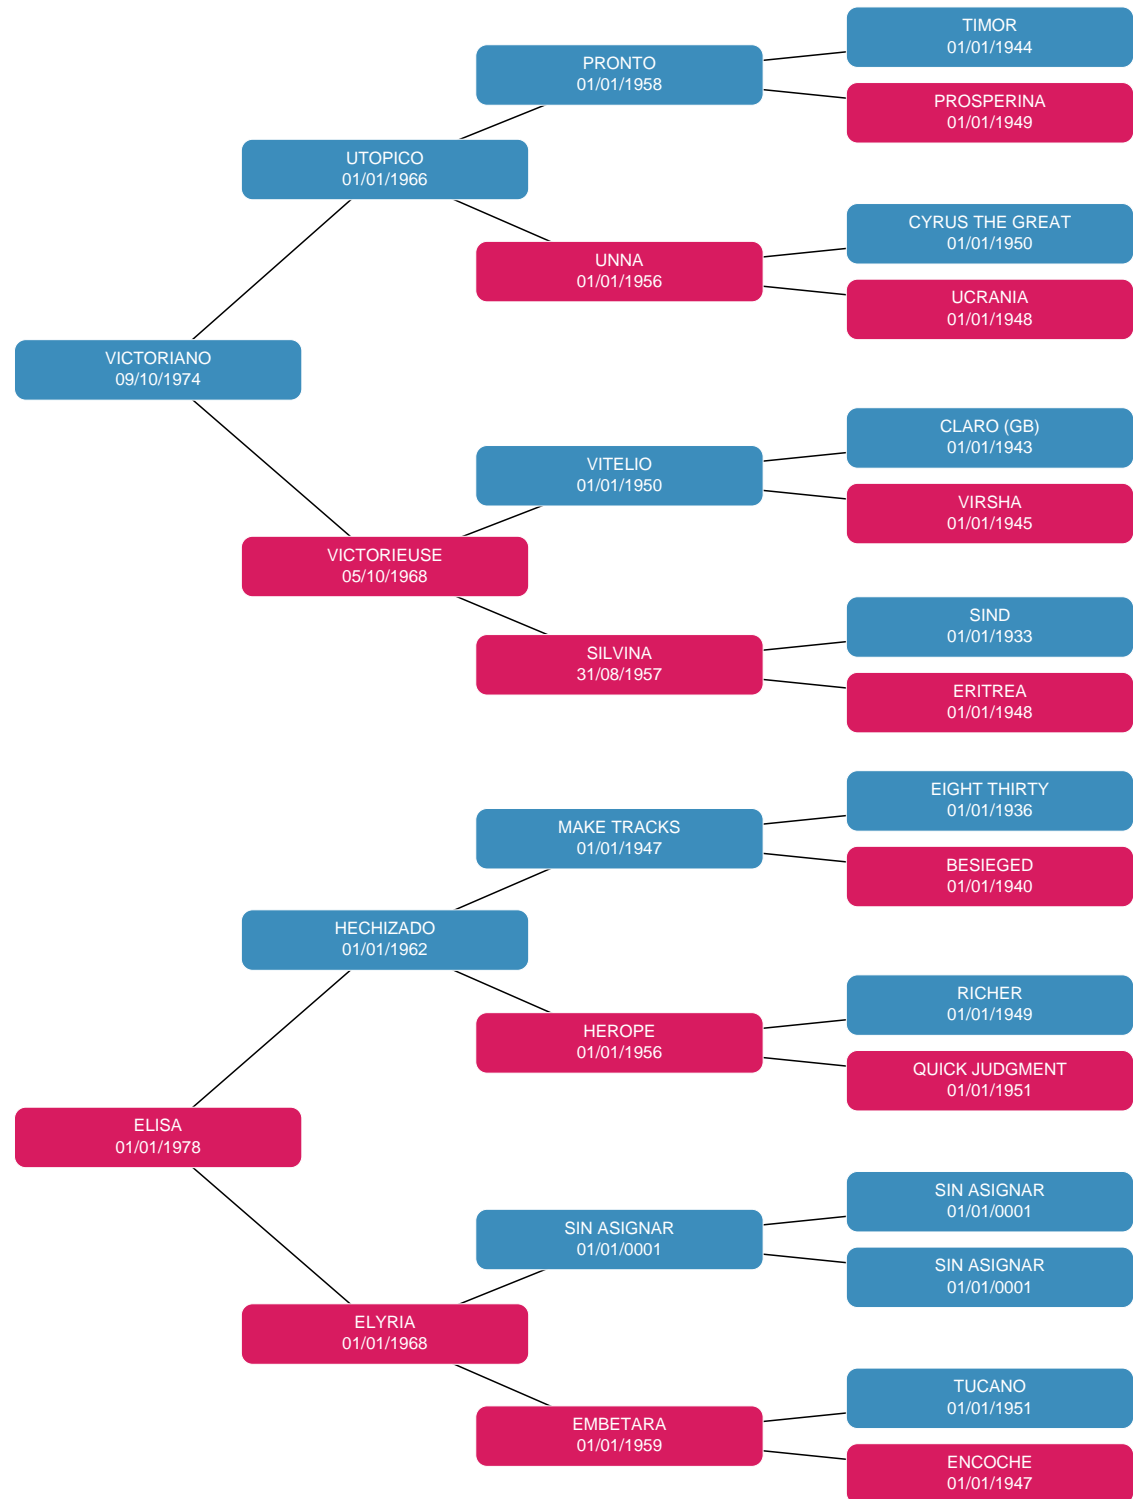 TIMOR
01/01/1944
PRONTO
01/01/1958
PROSPERINA
01/01/1949
UTOPICO
01/01/1966
CYRUS THE GREAT
01/01/1950
UNNA
01/01/1956
UCRANIA
01/01/1948
VICTORIANO
09/10/1974
CLARO (GB)
01/01/1943
VITELIO
01/01/1950
VIRSHA
01/01/1945
VICTORIEUSE
05/10/1968
SIND
01/01/1933
SILVINA
31/08/1957
ERITREA
01/01/1948
EIGHT THIRTY
01/01/1936
MAKE TRACKS
01/01/1947
BESIEGED
01/01/1940
HECHIZADO
01/01/1962
RICHER
01/01/1949
HEROPE
01/01/1956
QUICK JUDGMENT
01/01/1951
ELISA
01/01/1978
SIN ASIGNAR
01/01/0001
SIN ASIGNAR
01/01/0001
SIN ASIGNAR
01/01/0001
ELYRIA
01/01/1968
TUCANO
01/01/1951
EMBETARA
01/01/1959
ENCOCHE
01/01/1947